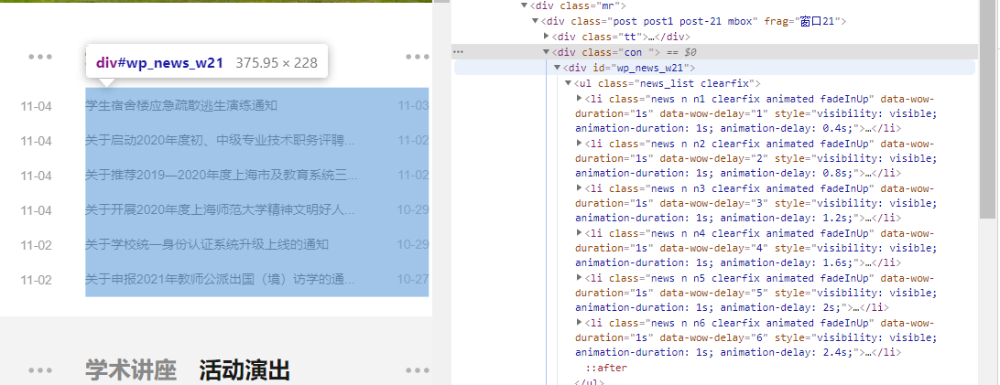 <div class="mr">
<div class="post post1 post-21 mbox" frag="窗口21">
<div class="tt">…</div>
<div class="con "> == $0
<div id="wp_news_w21">
<ul class="news_list clearfix">
<li class="news n n1 clearfix animated fadeInUp" data-wow-
duration="1s" data-wow-delay="1" style="visibility: visible;
animation-duration: 1s; animation-delay: 0.4s;">…</li>
<li class="news n n2 clearfix animated fadeInUp" data-wow-
duration="1s" data-wow-delay="2" style="visibility: visible;
animation-duration: 1s; animation-delay: 0.8s;">…</li>
<li class="news n n3 clearfix animated fadeInUp" data-wow-
duration="1s" data-wow-delay="3" style="visibility: visible;
animation-duration: 1s; animation-delay: 1.2s;">…</li>
<li class="news n n4 clearfix animated fadeInUp" data-wow-
duration="1s" data-wow-delay="4" style="visibility: visible;
animation-duration: 1s; animation-delay: 1.6s;">…</li>
<li class="news n n5 clearfix animated fadeInUp" data-wow-
duration="1s" data-wow-delay="5" style="visibility: visible;
animation-duration: 1s; animation-delay: 2s;">…</li>
<li class="news n n6 clearfix animated fadeInUp" data-wow-
duration="1s" data-wow-delay="6" style="visibility: visible;
animation-duration: 1s; animation-delay: 2.4s;">…</li>
::after
</ul>
div#wp_news_w21 375.95 × 228
11-04 学生宿舍楼应急疏散逃生演练通知 11-03
11-04 关于启动2020年度初、中级专业技术职务评聘... 11-02
11-04 关于推荐2019—2020年度上海市及教育系统三... 11-02
11-04 关于开展2020年度上海师范大学精神文明好人... 10-29
11-02 关于学校统一身份认证系统升级上线的通知 10-29
11-02 关于申报2021年教师公派出国（境）访学的通... 10-27
学术讲座 活动演出